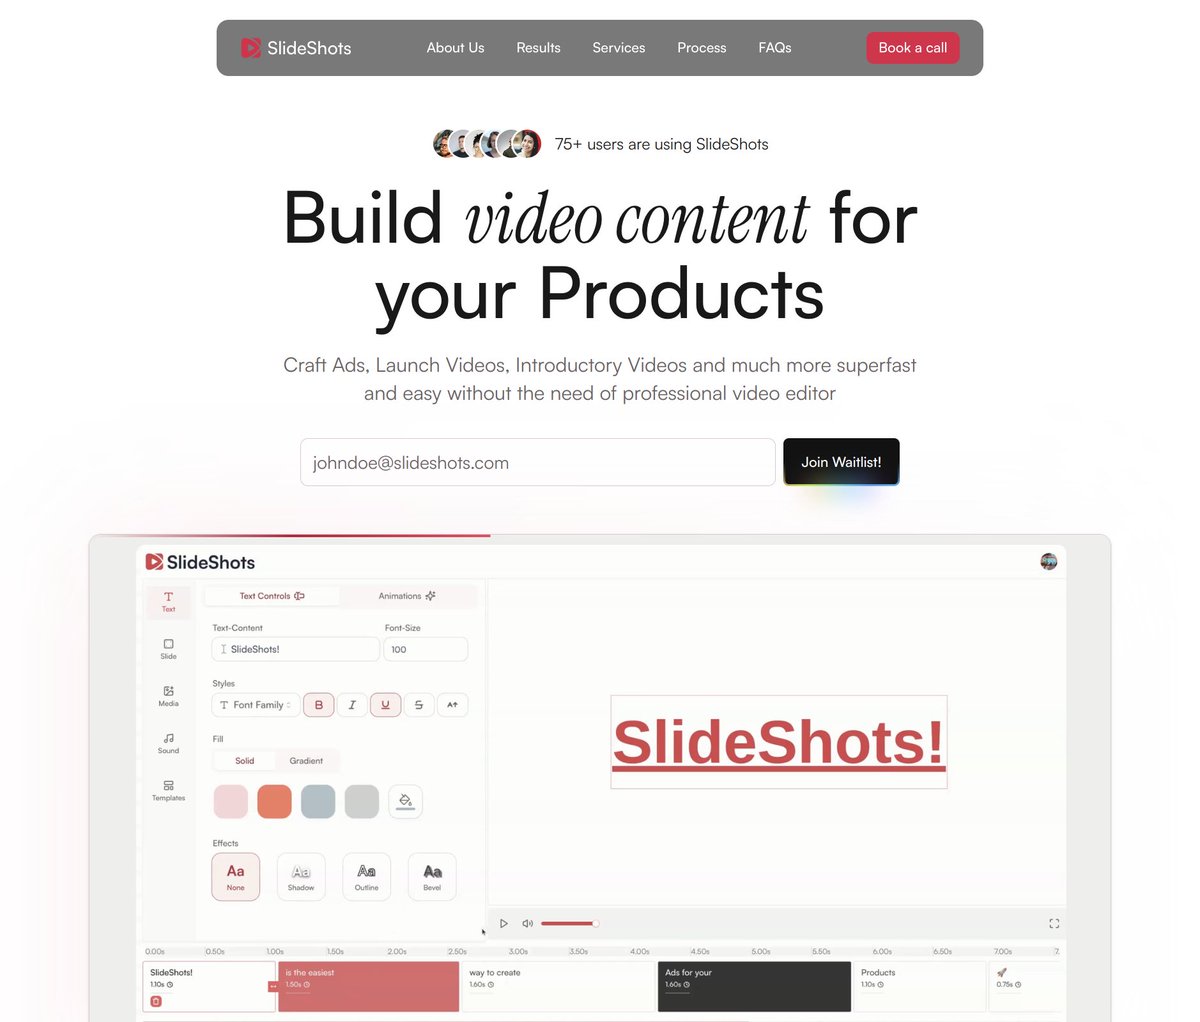 SlideShots
About Us
Results
Services
Process
FAQs
Book a call
75+ users are using SlideShots
Build video content for
your Products
Craft Ads, Launch Videos, Introductory Videos and much more superfast
and easy without the need of professional video editor
johndoe@slideshots.com
Join Waitlist!
SlideShots
Text
Slide
Media
Sound
Templates
Text Controls
Animations
Text-Content
Font-Size
SlideShots!
100
Styles
Font Family
B
I
U
S
A
Fill
Solid
Gradient
Effects
Aa
None
Aa
Shadow
Aa
Outline
Aa
Bevel
SlideShots!
0.00s
0.50s
1.00s
1.50s
2.00s
2.50s
3.00s
3.50s
4.00s
4.50s
5.00s
5.50s
6.00s
6.50s
7.00s
7.
SlideShots!
1.10s
is the easiest
1.50s
way to create
1.60s
Ads for your
1.60s
Products
1.10s
🚀
0.75s